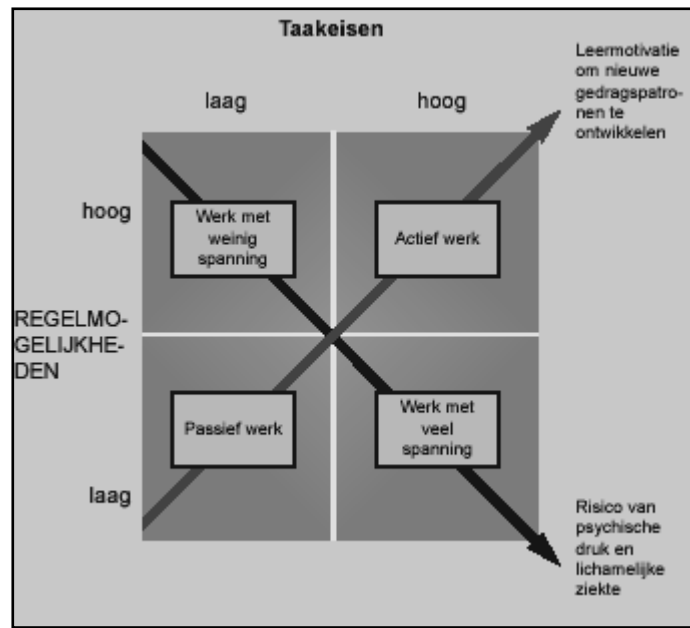 Taakeisen
laag
hoog
Leermotivatie
om nieuwe
gedragspatro-
nen te
ontwikkelen
hoog
Werk met
weinig
spanning
Actief werk
REGELMO-
GELIJKHE-
DEN
Passief werk
Werk met
veel
spanning
laag
Risico van
psychische
druk en
lichamelijke
ziekte